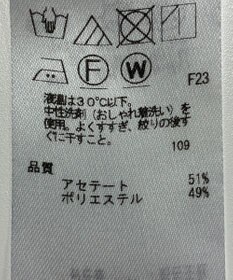 F W F23
液温は30℃以下。
中性洗剤(おしゃれ着洗い)を
使用。よくすすぎ、絞りの後す
ぐに干すこと。
109
品質
アセテート 51%
ポリエステル 49%